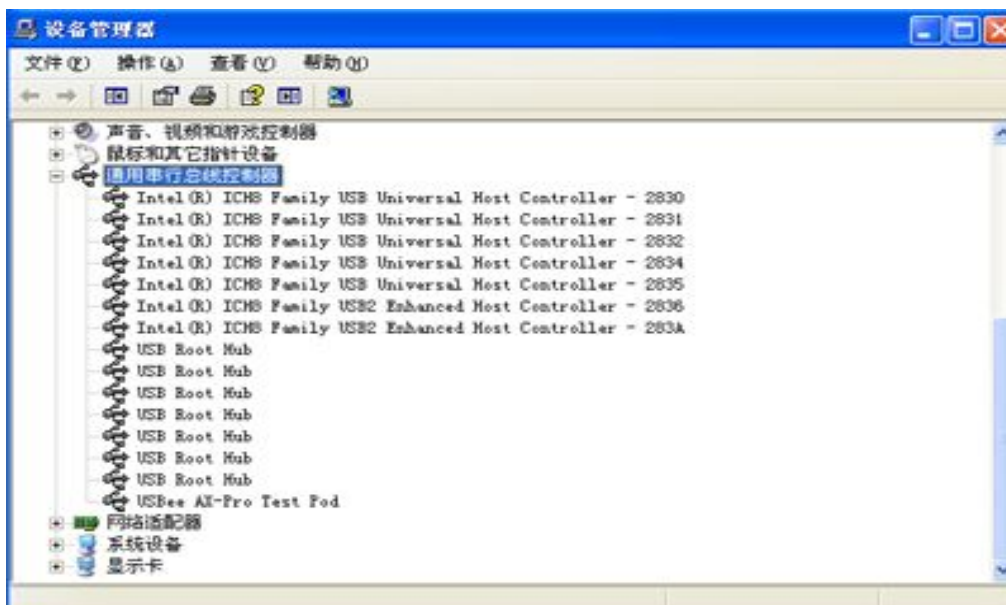 设备管理器
文件(F) 操作(A) 查看(V) 帮助(H)
声音、视频和游戏控制器
鼠标和其它指针设备
通用串行总线控制器
Intel(R) ICH8 Family USB Universal Host Controller - 2830
Intel(R) ICH8 Family USB Universal Host Controller - 2831
Intel(R) ICH8 Family USB Universal Host Controller - 2832
Intel(R) ICH8 Family USB Universal Host Controller - 2834
Intel(R) ICH8 Family USB Universal Host Controller - 2835
Intel(R) ICH8 Family USB2 Enhanced Host Controller - 2836
Intel(R) ICH8 Family USB2 Enhanced Host Controller - 283A
USB Root Hub
USB Root Hub
USB Root Hub
USB Root Hub
USB Root Hub
USB Root Hub
USB Root Hub
USBee AX-Pro Test Pod
网络适配器
系统设备
显示卡